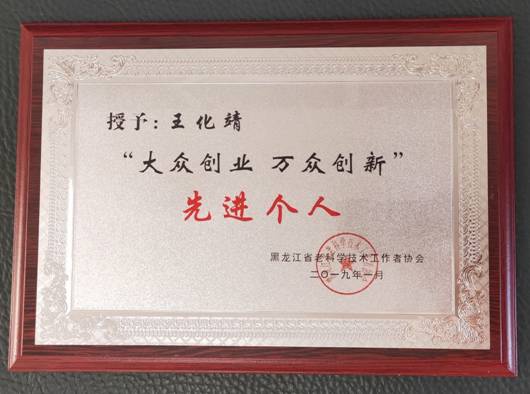 授予：王化靖
“大众创业 万众创新”
先进个人
黑龙江省老科学技术工作者协会
二〇一九年一月